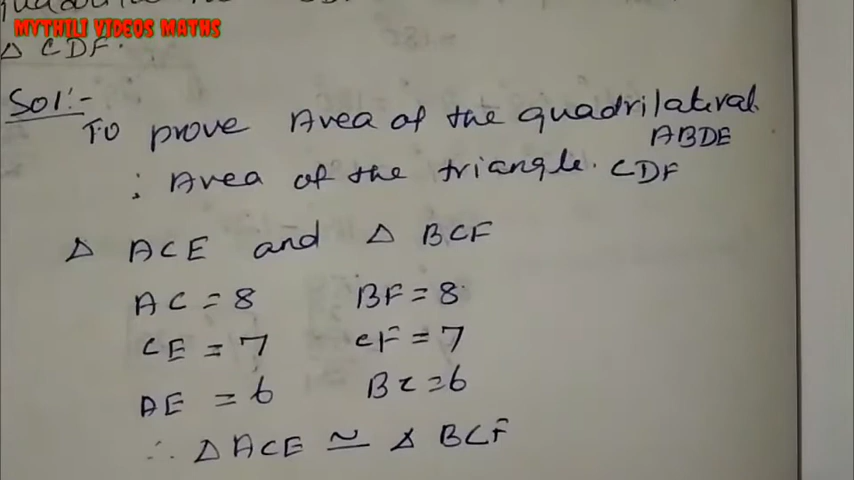 MYTHILI VIDEOS MATHS
△ CDF.
Sol:-
To prove Area of the quadrilateral
ABDE
: Area of the triangle. CDF
△ ACE and △ BCF
AC = 8 BF = 8
CE = 7 CF = 7
AE = 6 BC = 6
∴ △ ACE ≅ △ BCF